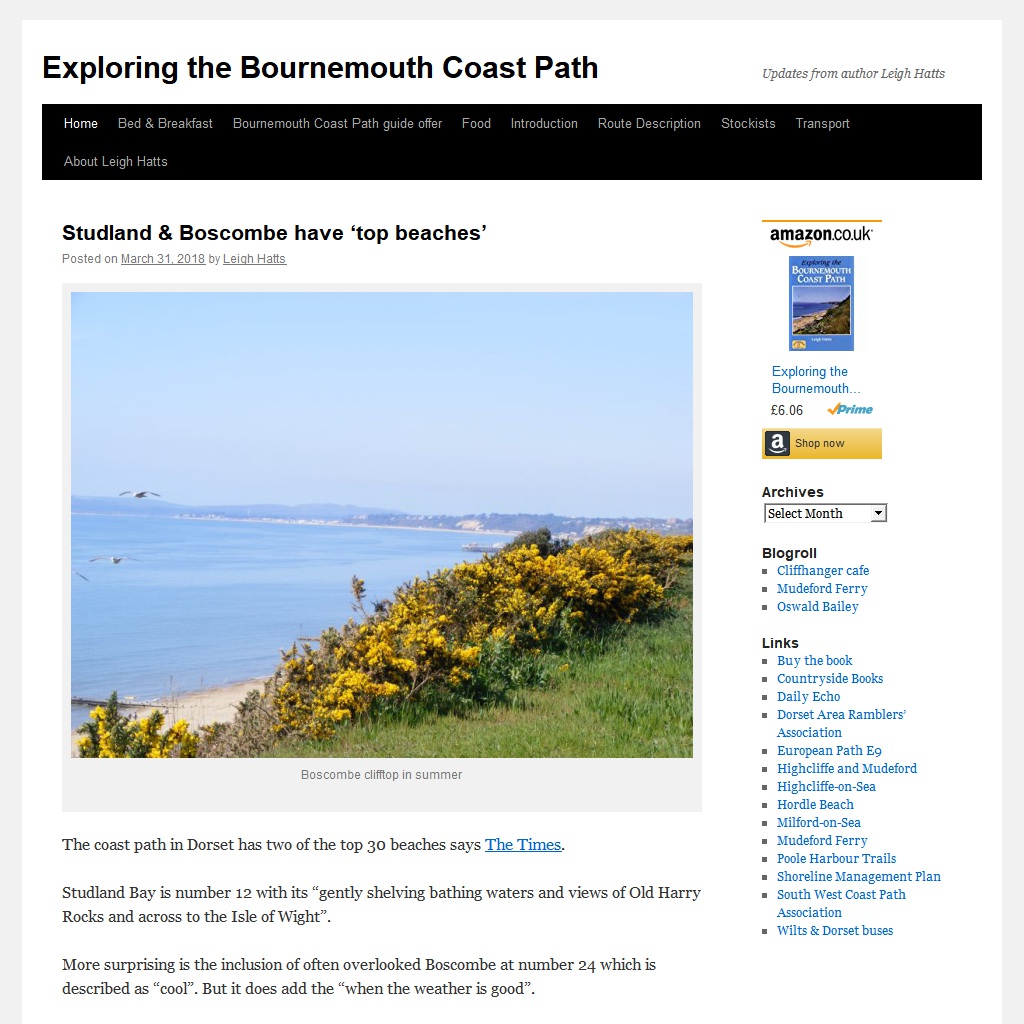 Exploring the Bournemouth Coast Path
Updates from author Leigh Hatts
Home Bed & Breakfast Bournemouth Coast Path guide offer Food Introduction Route Description Stockists Transport
About Leigh Hatts
Studland & Boscombe have ‘top beaches’
Posted on March 31, 2018 by Leigh Hatts
Boscombe clifftop in summer
The coast path in Dorset has two of the top 30 beaches says The Times.
Studland Bay is number 12 with its “gently shelving bathing waters and views of Old Harry
Rocks and across to the Isle of Wight”.
More surprising is the inclusion of often overlooked Boscombe at number 24 which is
described as “cool”. But it does add the “when the weather is good”.
amazon.co.uk
Exploring the
BOURNEMOUTH
COAST PATH
Leigh Hatts
Exploring the
Bournemouth...
£6.06 Prime
Shop now
Archives
Select Month
Blogroll
Cliffhanger cafe
Mudeford Ferry
Oswald Bailey
Links
Buy the book
Countryside Books
Daily Echo
Dorset Area Ramblers’
Association
European Path E9
Highcliffe and Mudeford
Highcliffe-on-Sea
Hordle Beach
Milford-on-Sea
Mudeford Ferry
Poole Harbour Trails
Shoreline Management Plan
South West Coast Path
Association
Wilts & Dorset buses